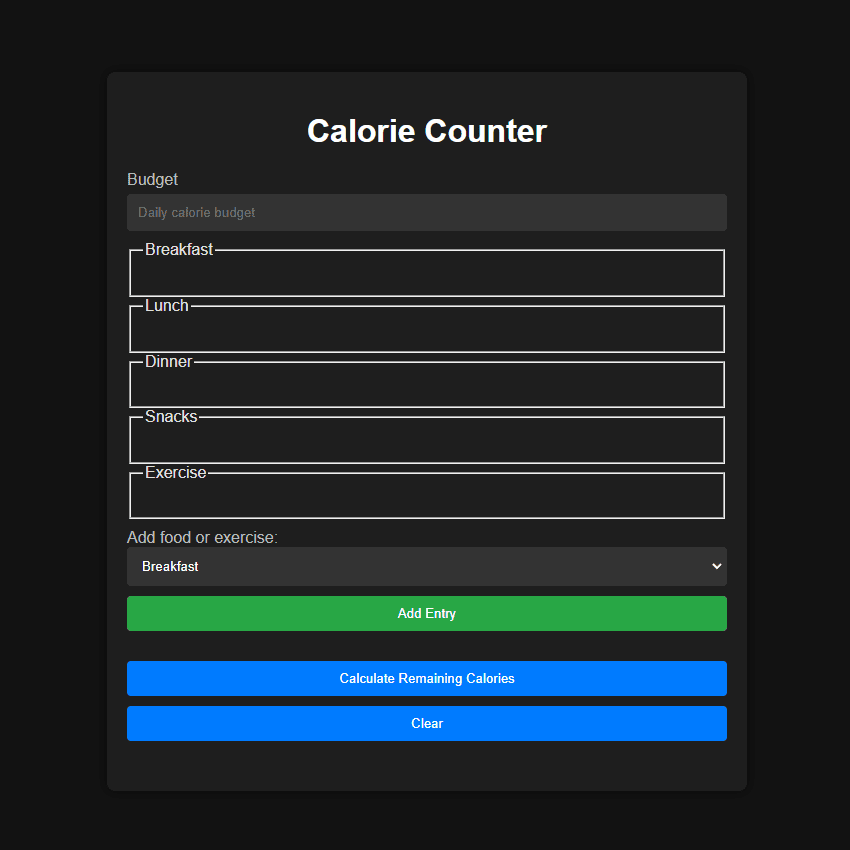 Calorie Counter
Budget
Daily calorie budget
Breakfast
Lunch
Dinner
Snacks
Exercise
Add food or exercise:
Breakfast
Add Entry
Calculate Remaining Calories
Clear